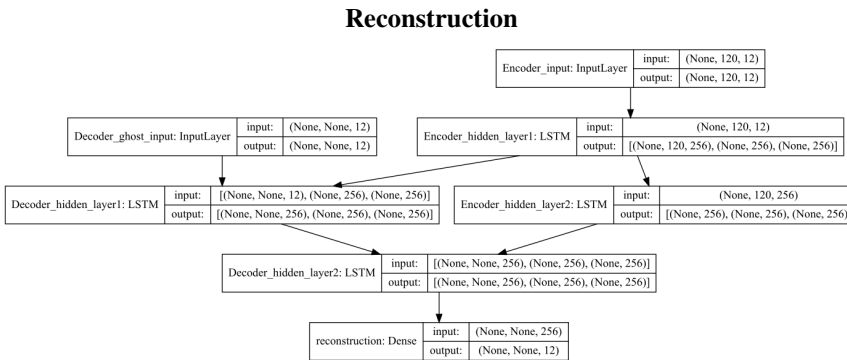 Reconstruction
Encoder_input: InputLayer
input: (None, 120, 12)
output: (None, 120, 12)
Decoder_ghost_input: InputLayer
input: (None, None, 12)
output: (None, None, 12)
Encoder_hidden_layer1: LSTM
input: (None, 120, 12)
output: [(None, 120, 256), (None, 256), (None, 256)]
Decoder_hidden_layer1: LSTM
input: [(None, None, 12), (None, 256), (None, 256)]
output: [(None, None, 256), (None, 256), (None, 256)]
Encoder_hidden_layer2: LSTM
input: (None, 120, 256)
output: [(None, 256), (None, 256), (None, 256)
Decoder_hidden_layer2: LSTM
input: [(None, None, 256), (None, 256), (None, 256)]
output: [(None, None, 256), (None, 256), (None, 256)]
reconstruction: Dense
input: (None, None, 256)
output: (None, None, 12)